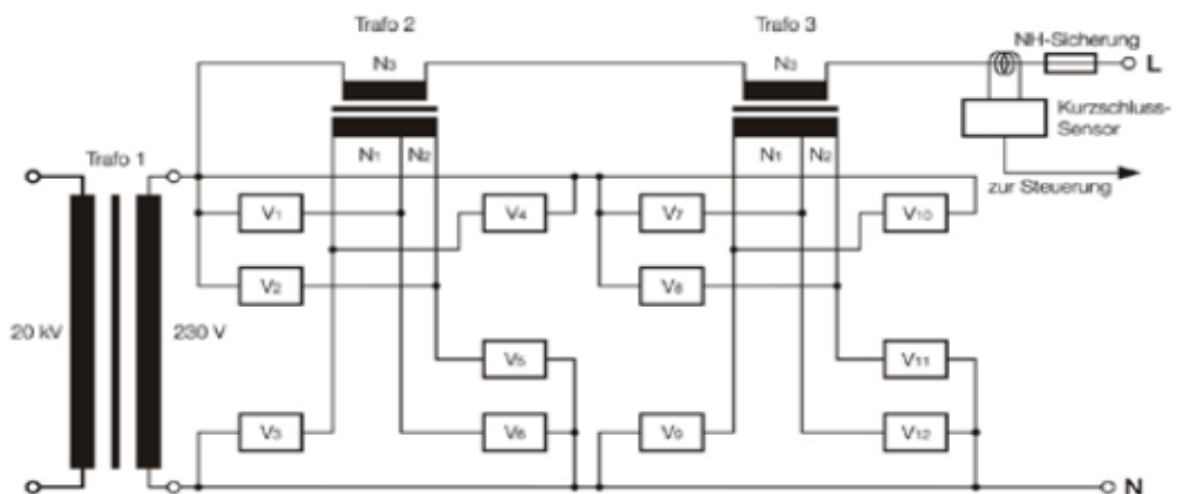 Trafo 2
Trafo 3
NH-Sicherung
L
N3
N3
Kurzschluss-
Sensor
Trafo 1
N1 N2
N1 N2
zur Steuerung
V1
V4
V7
V10
V2
V8
20 kV
230 V
V5
V11
V3
V6
V9
V12
N